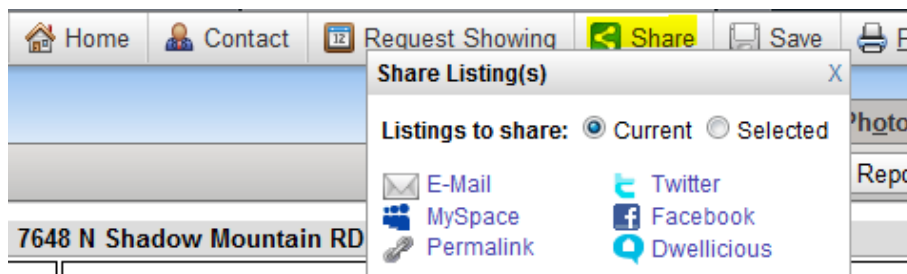 Home Contact 12 Request Showing Share Save
Share Listing(s) X
Listings to share: Current Selected
E-Mail Twitter
MySpace Facebook
Permalink Dwellicious
7648 N Shadow Mountain RD